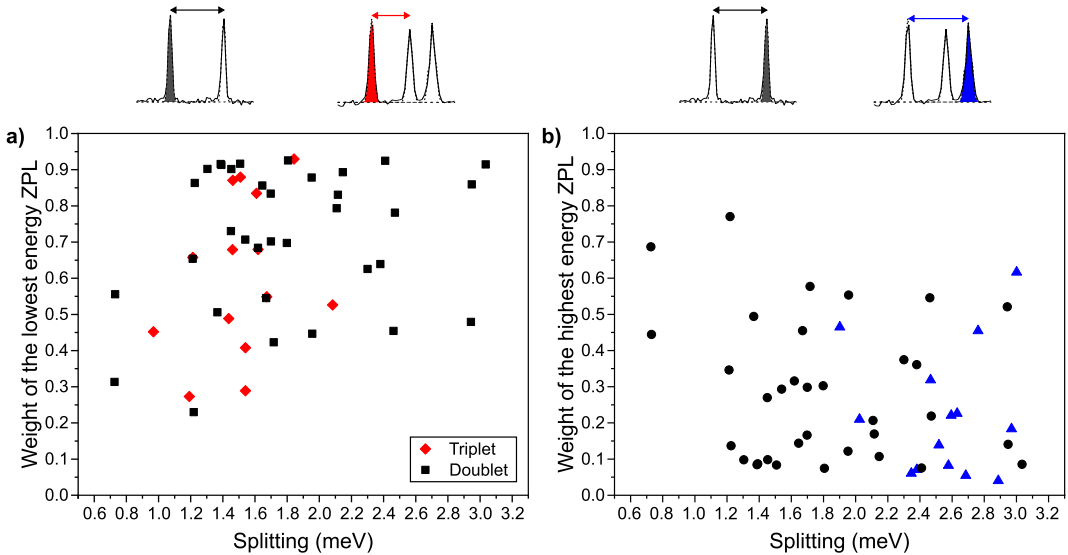 a)
Weight of the lowest energy ZPL
1.0
0.9
0.8
0.7
0.6
0.5
0.4
0.3
0.2
0.1
0.0
0.6 0.8 1.0 1.2 1.4 1.6 1.8 2.0 2.2 2.4 2.6 2.8 3.0 3.2
Splitting (meV)
Triplet
Doublet
b)
Weight of the highest energy ZPL
1.0
0.9
0.8
0.7
0.6
0.5
0.4
0.3
0.2
0.1
0.0
0.6 0.8 1.0 1.2 1.4 1.6 1.8 2.0 2.2 2.4 2.6 2.8 3.0 3.2
Splitting (meV)